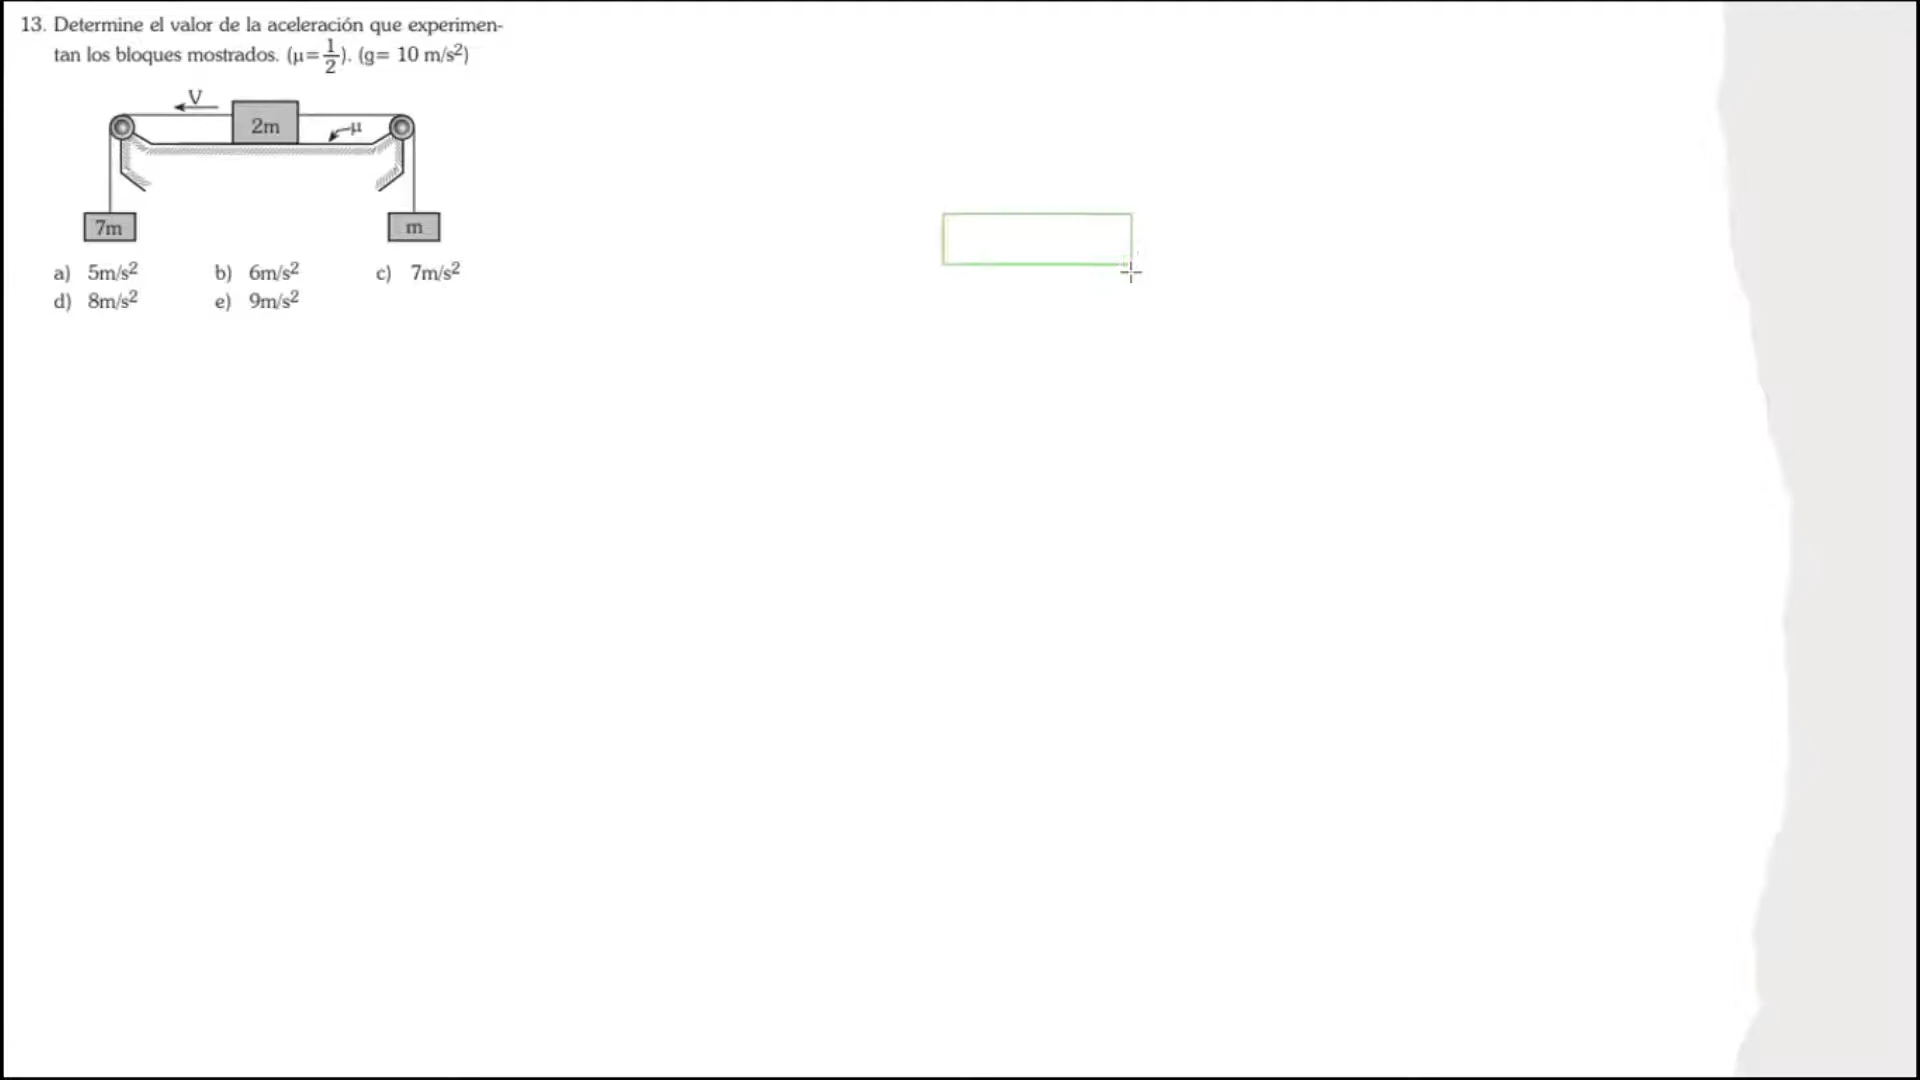 13. Determine el valor de la aceleración que experimen-
tan los bloques mostrados. (μ=1/2). (g= 10 m/s²)
V
2m
μ
7m
m
a) 5m/s² b) 6m/s² c) 7m/s²
d) 8m/s² e) 9m/s²